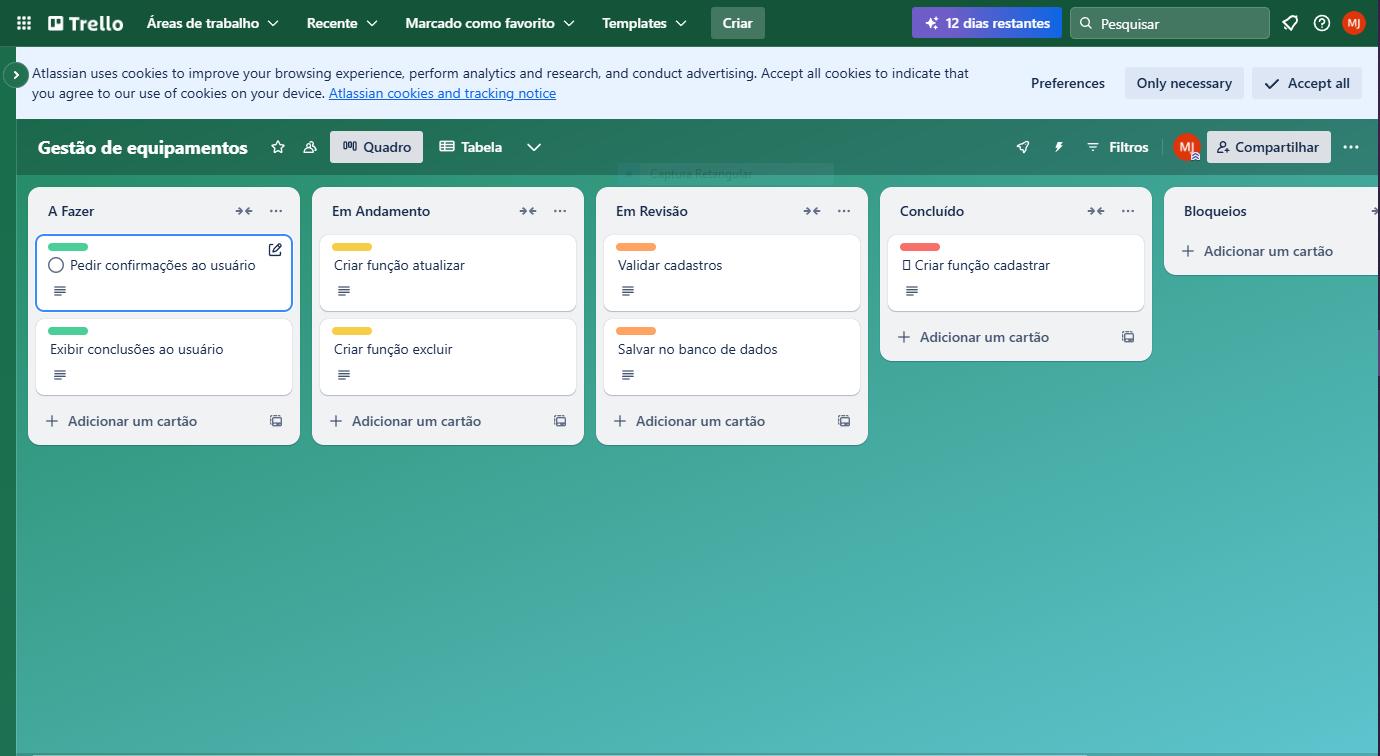 Trello
Áreas de trabalho
Recente
Marcado como favorito
Templates
Criar
12 dias restantes
Pesquisar
MJ
Atlassian uses cookies to improve your browsing experience, perform analytics and research, and conduct advertising. Accept all cookies to indicate that
you agree to our use of cookies on your device. Atlassian cookies and tracking notice
Preferences
Only necessary
Accept all
Gestão de equipamentos
Quadro
Tabela
Filtros
MJ
Compartilhar
Captura Retangular
A Fazer
Pedir confirmações ao usuário
Exibir conclusões ao usuário
Adicionar um cartão
Em Andamento
Criar função atualizar
Criar função excluir
Adicionar um cartão
Em Revisão
Validar cadastros
Salvar no banco de dados
Adicionar um cartão
Concluído
Criar função cadastrar
Adicionar um cartão
Bloqueios
Adicionar um cartão